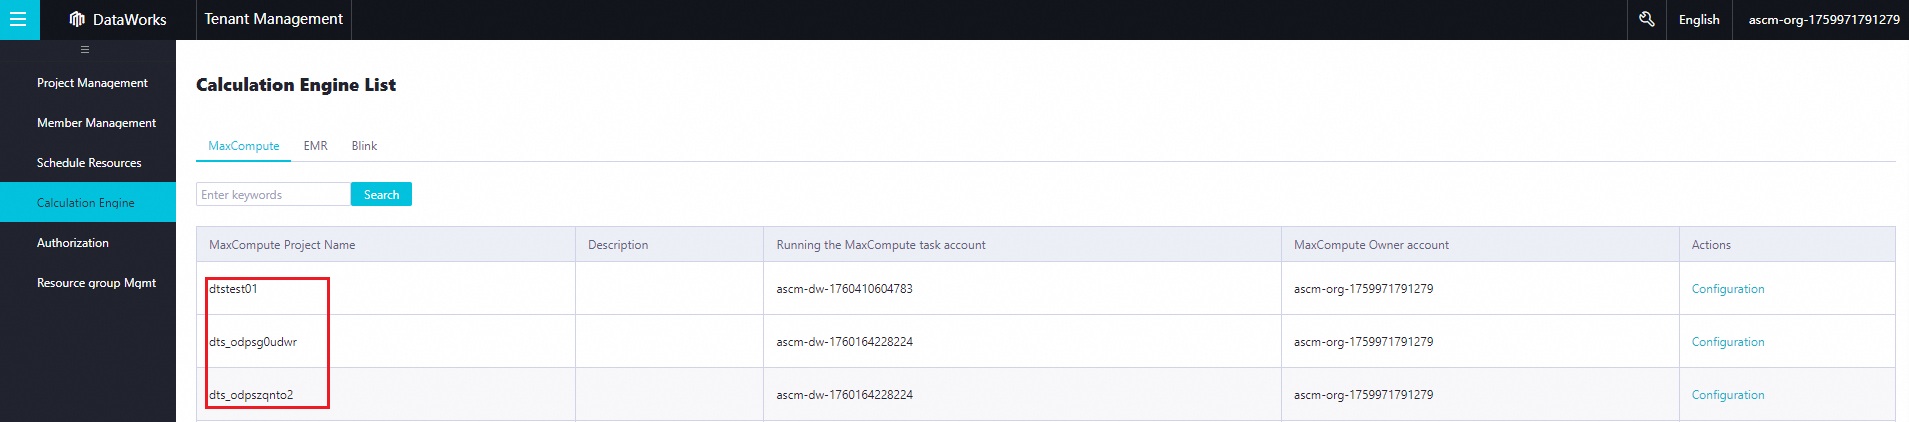 DataWorks Tenant Management English ascm-org-1759971791279
Project Management
Member Management
Schedule Resources
Calculation Engine
Authorization
Resource group Mgmt
Calculation Engine List
MaxCompute EMR Blink
Enter keywords Search
MaxCompute Project Name Description Running the MaxCompute task account MaxCompute Owner account Actions
dtstest01 ascm-dw-1760410604783 ascm-org-1759971791279 Configuration
dts_odpsg0udwr ascm-dw-1760164228224 ascm-org-1759971791279 Configuration
dts_odpszqnto2 ascm-dw-1760164228224 ascm-org-1759971791279 Configuration